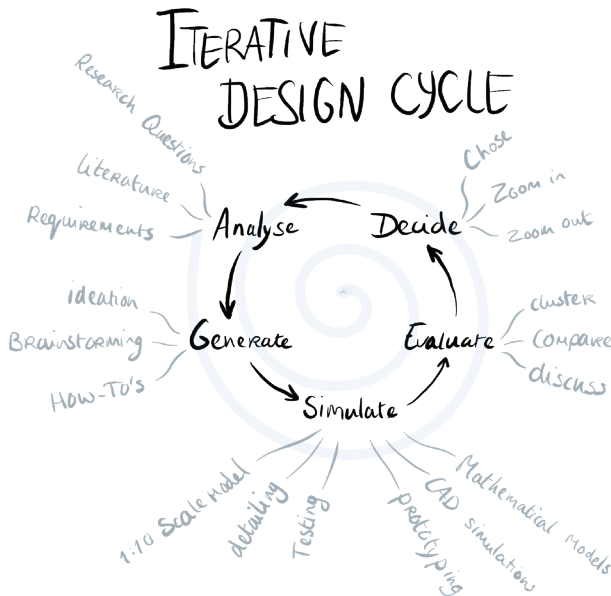 ITERATIVE
DESIGN CYCLE
Research Questions
Literature
Requirements
Analyse
Decide
Chose
Zoom in
Zoom out
ideation
Brainstorming
How-To's
Generate
Evaluate
cluster
COMPARE
discuss
Simulate
1:10 Scale Model
detailing
Testing
prototyping
CAD simulations
Mathematical Models